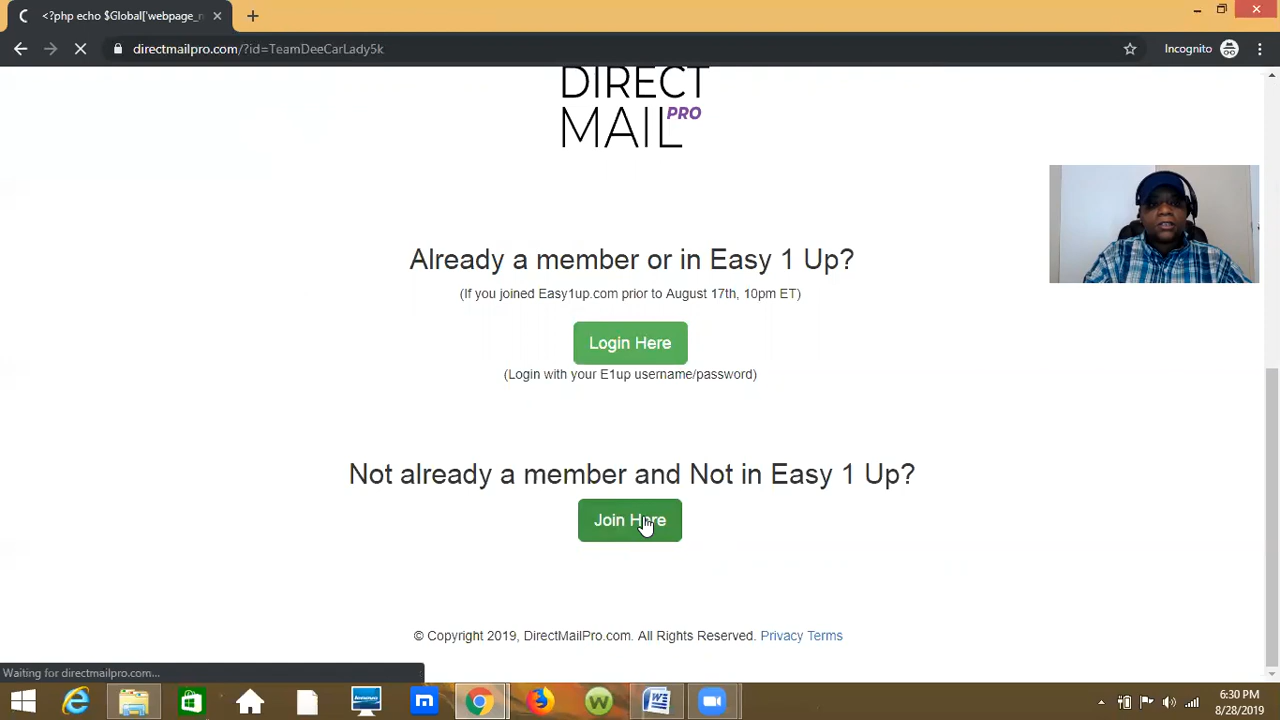 <?php echo $Global['webpage_n
directmailpro.com/?id=TeamDeeCarLady5k
Incognito
DIRECT
MAIL PRO
Already a member or in Easy 1 Up?
(If you joined Easy1up.com prior to August 17th, 10pm ET)
Login Here
(Login with your E1up username/password)
Not already a member and Not in Easy 1 Up?
Join Here
© Copyright 2019, DirectMailPro.com. All Rights Reserved. Privacy Terms
Waiting for directmailpro.com...
6:30 PM
8/28/2019